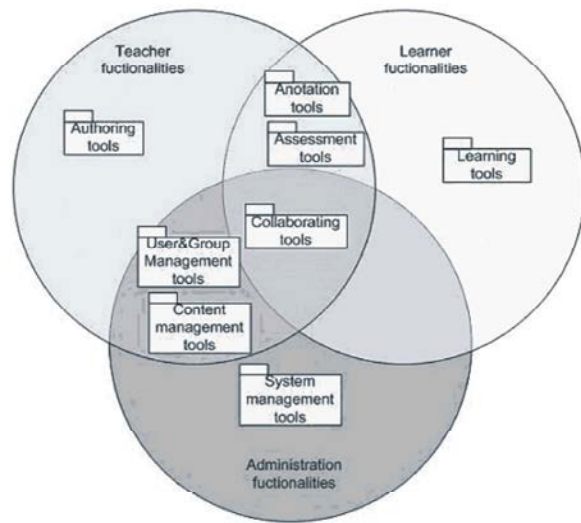 Teacher
fuctionalities
Learner
fuctionalities
Anotation
tools
Authoring
tools
Assessment
tools
Learning
tools
Collaborating
tools
User&Group
Management
tools
Content
management
tools
System
management
tools
Administration
fuctionalities